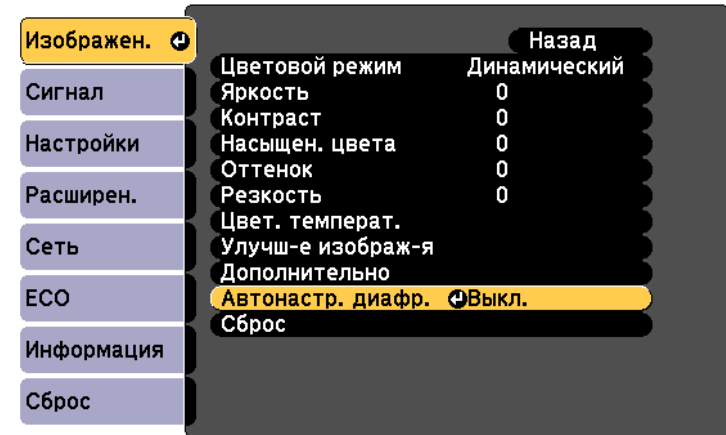 Изображен.
Сигнал
Настройки
Расширен.
Сеть
ECO
Информация
Сброс
Назад
Цветовой режим Динамический
Яркость 0
Контраст 0
Насыщен. цвета 0
Оттенок 0
Резкость 0
Цвет. температ.
Улучш-е изображ-я
Дополнительно
Автонастр. диафр. Выкл.
Сброс